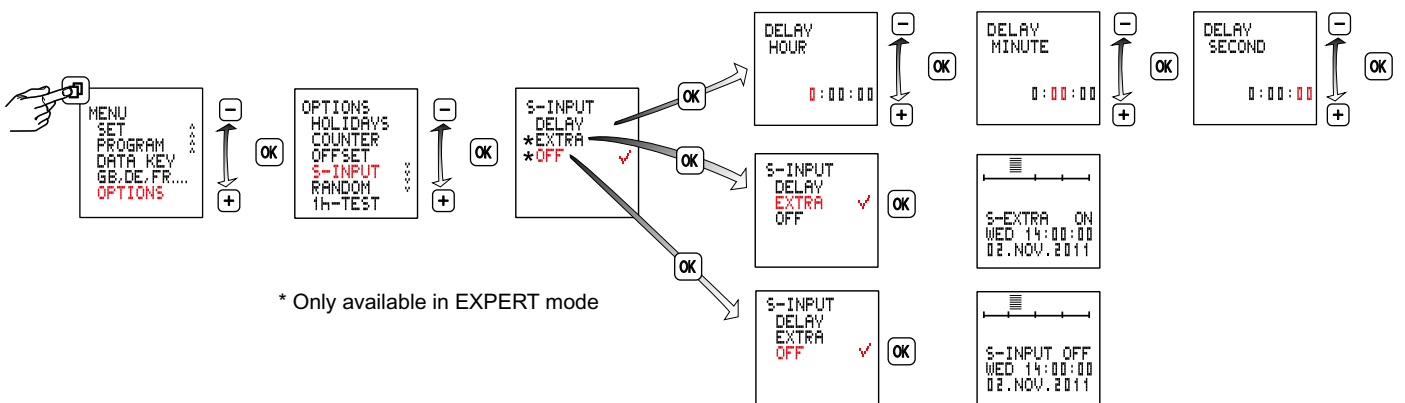 MENU
SET
PROGRAM
DATA KEY
GB,DE,FR....
OPTIONS
−
+
OK
OPTIONS
HOLIDAYS
COUNTER
OFFSET
S-INPUT
RANDOM
1h-TEST
−
+
OK
S-INPUT
DELAY
*EXTRA
*OFF ✓
OK
OK
OK
DELAY
HOUR
0:00:00
−
+
OK
DELAY
MINUTE
0:00:00
−
+
OK
DELAY
SECOND
0:00:00
−
+
OK
S-INPUT
DELAY
EXTRA ✓
OFF
OK
S-EXTRA ON
WED 14:00:00
02.NOV.2011
S-INPUT
DELAY
EXTRA
OFF ✓
OK
S-INPUT OFF
WED 14:00:00
02.NOV.2011
* Only available in EXPERT mode